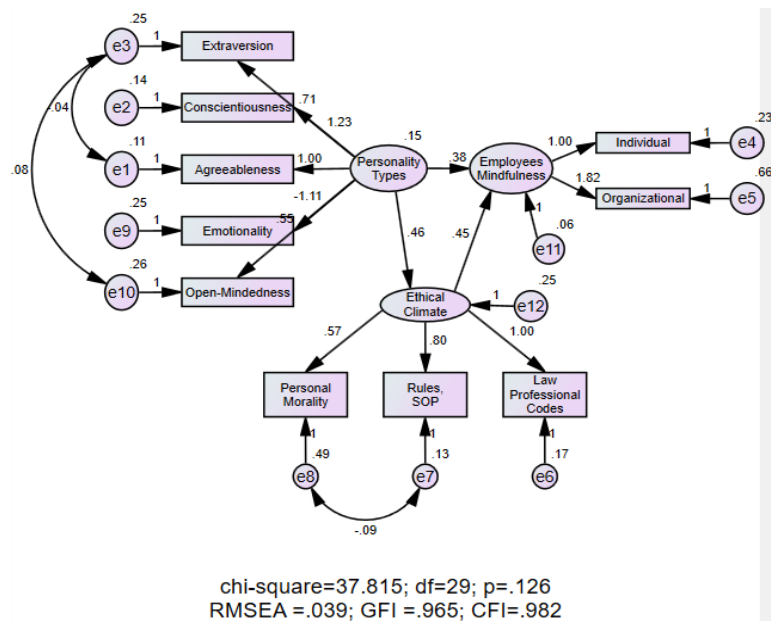 .25
e3
1
Extraversion
.14
e2
1
Conscientiousness
.71
1.23
-.04
.11
e1
1
Agreeableness
1.00
.08
.25
e9
1
Emotionality
-1.11
.55
.26
e10
1
Open-Mindedness
.15
Personality
Types
.38
Employees
Mindfulness
1.00
Individual
1
.23
e4
1.82
Organizational
1
.66
e5
1
.06
e11
.46
.45
Ethical
Climate
1
.25
e12
.57
.80
1.00
Personal
Morality
Rules,
SOP
Law
Professional
Codes
1
.49
e8
1
.13
e7
1
.17
e6
-.09
chi-square=37.815; df=29; p=.126
RMSEA =.039; GFI =.965; CFI=.982